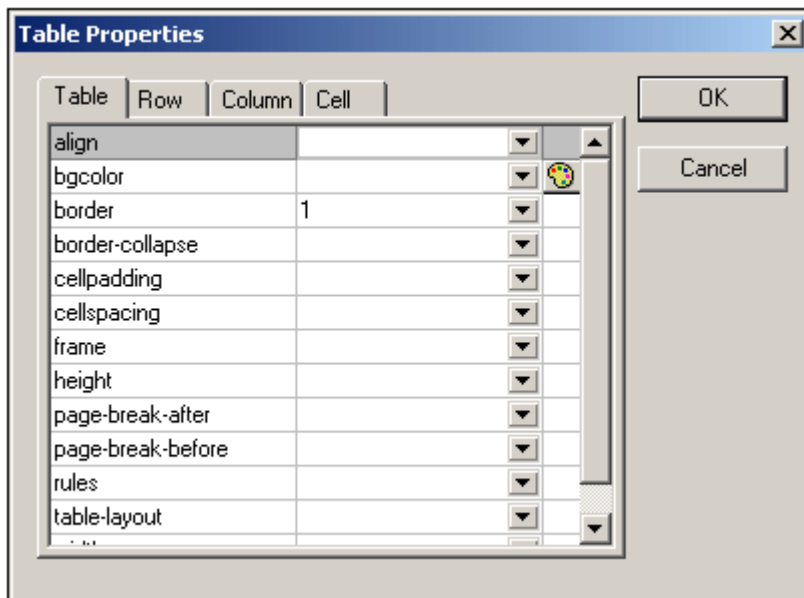 Table Properties
Table Row Column Cell
OK
Cancel
align
bgcolor
border 1
border-collapse
cellpadding
cellspacing
frame
height
page-break-after
page-break-before
rules
table-layout